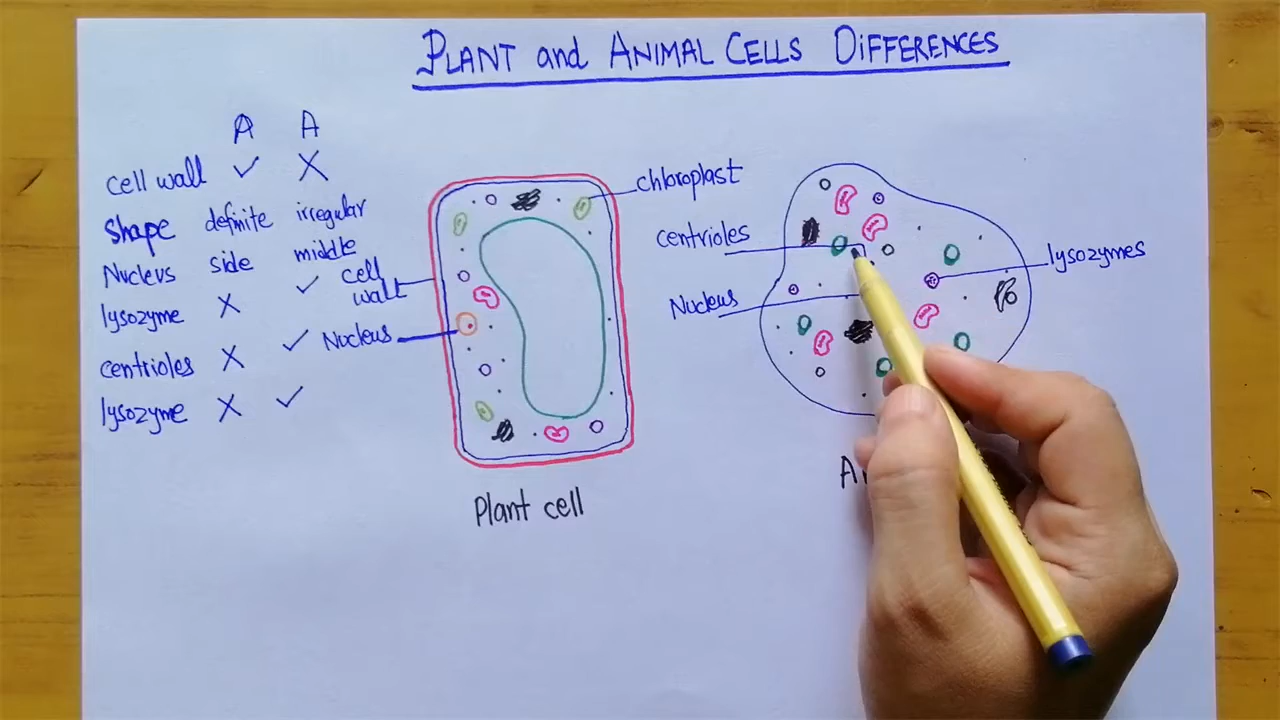 PLANT and ANIMAL CELLS DIFFERENCES
A A
cell wall ✓ X
shape definite irregular
Nucleus side middle
lysozyme X ✓
centrioles X ✓
lysozyme X ✓
cell
wall
Nucleus
chloroplast
Plant cell
centrioles
Nucleus
lysozymes